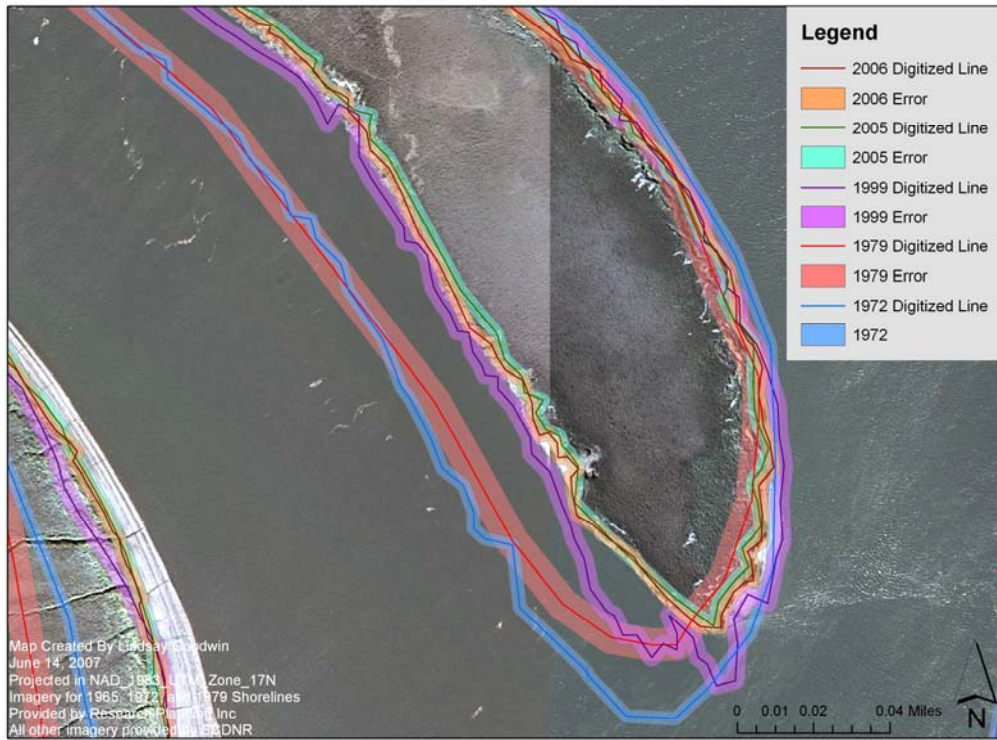 Legend
2006 Digitized Line
2006 Error
2005 Digitized Line
2005 Error
1999 Digitized Line
1999 Error
1979 Digitized Line
1979 Error
1972 Digitized Line
1972
Map Created By Lindsay Goodwin
June 14, 2007
Projected in NAD_1983_UTM_Zone_17N
Imagery for 1965, 1972, and 1979 Shorelines
Provided by Research Planning Inc
All other imagery provided by SCDNR
0 0.01 0.02 0.04 Miles
N